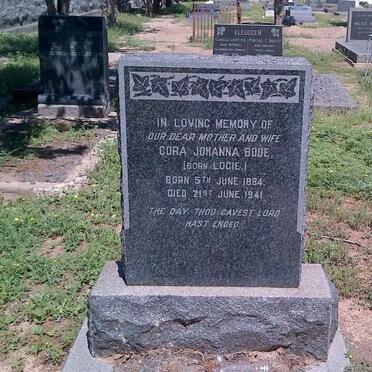 KLEUDGEN
IN LOVING MEMORY OF
OUR DEAR MOTHER AND WIFE
CORA JOHANNA BODE,
(BORN LOGIE.)
BORN 5TH JUNE 1884,
DIED 21ST JUNE 1941
THE DAY THOU GAVEST LORD
HAST ENDED.